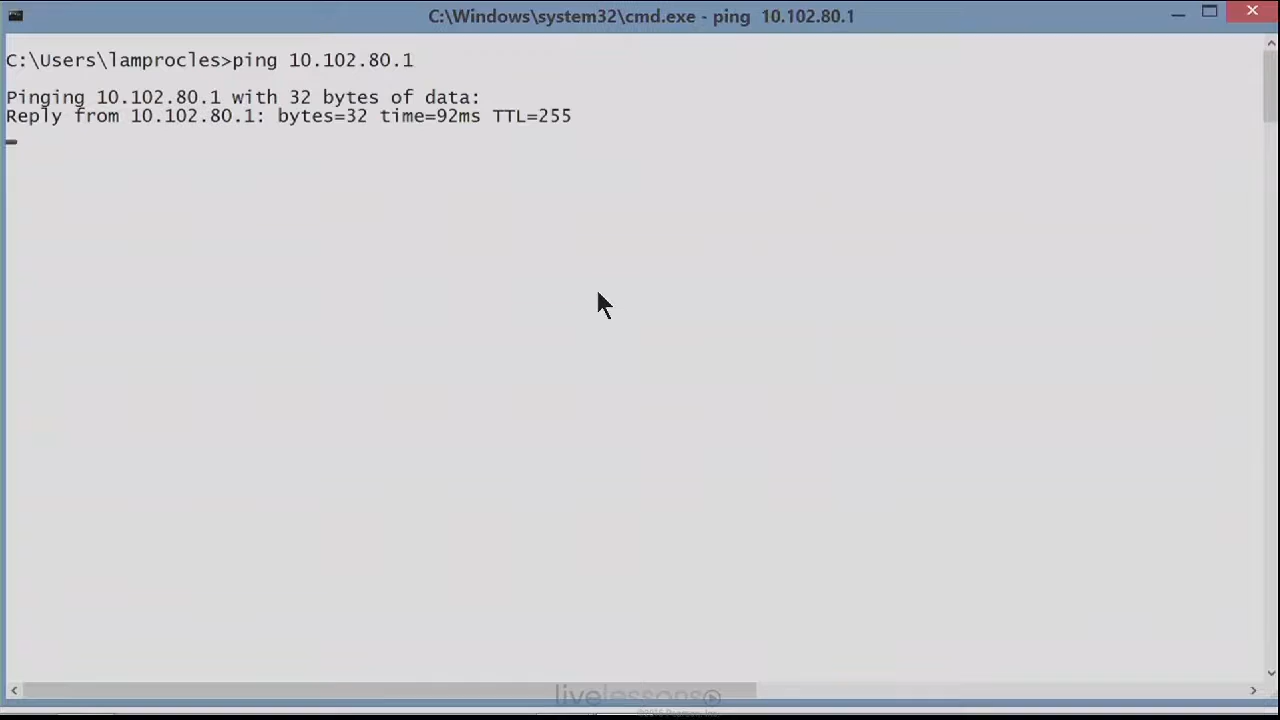 C:\Windows\system32\cmd.exe - ping  10.102.80.1
C:\Users\lamprocles>ping 10.102.80.1
Pinging 10.102.80.1 with 32 bytes of data:
Reply from 10.102.80.1: bytes=32 time=92ms TTL=255
livelessons